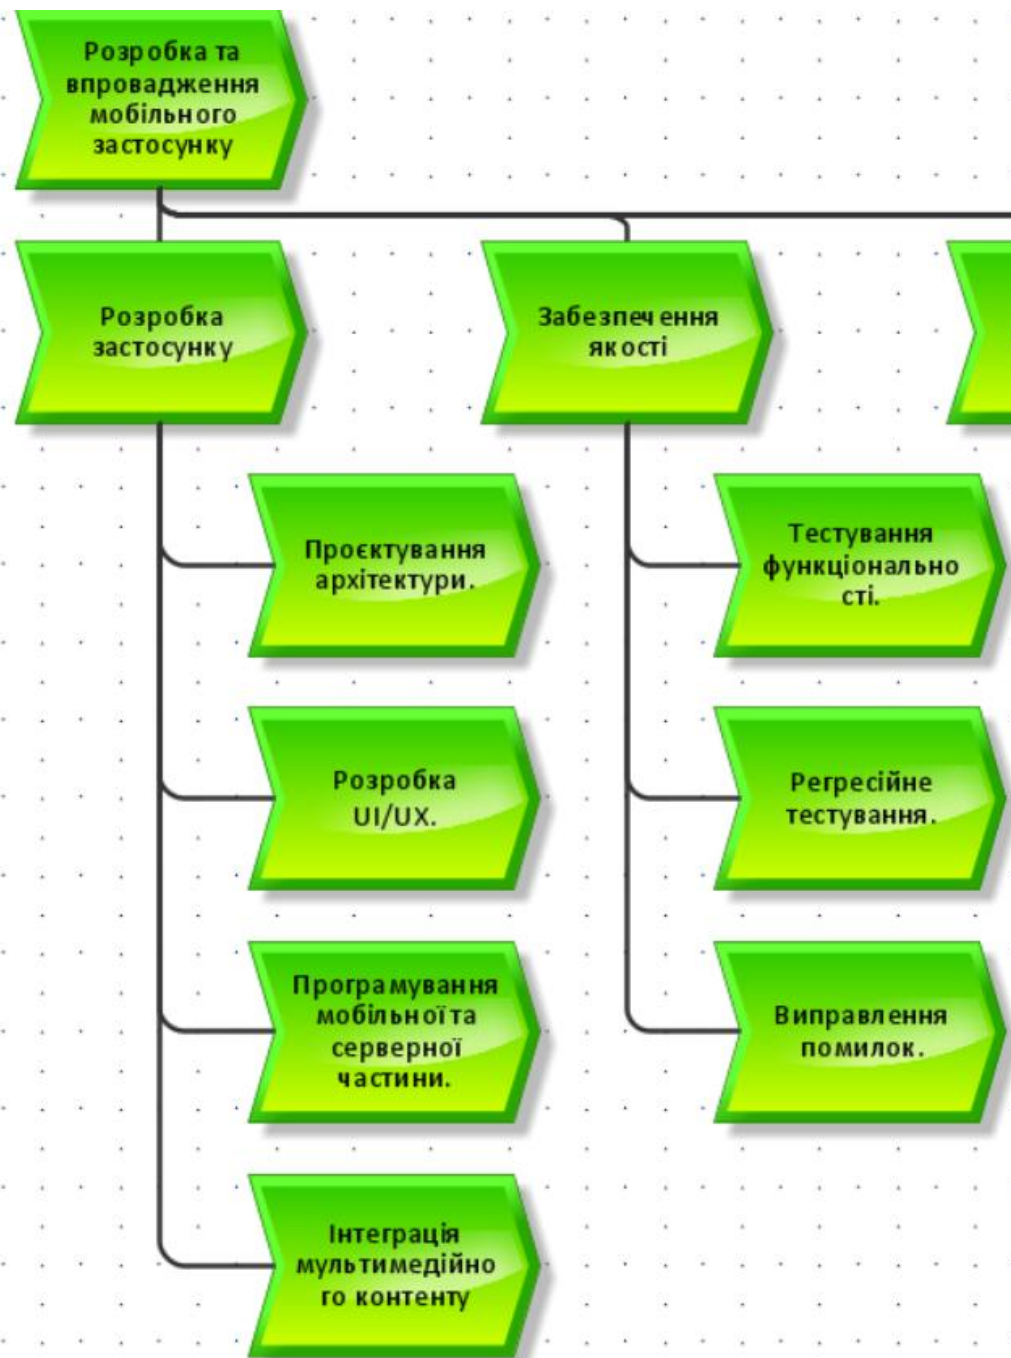 Розробка та
впровадження
мобільного
застосунку
Розробка
застосунку
Забезпечення
якості
Проєктування
архітектури.
Тестування
функціонально
сті.
Розробка
UI/UX.
Регресійне
тестування.
Програмування
мобільної та
серверної
частини.
Виправлення
помилок.
Інтеграція
мультимедійно
го контенту